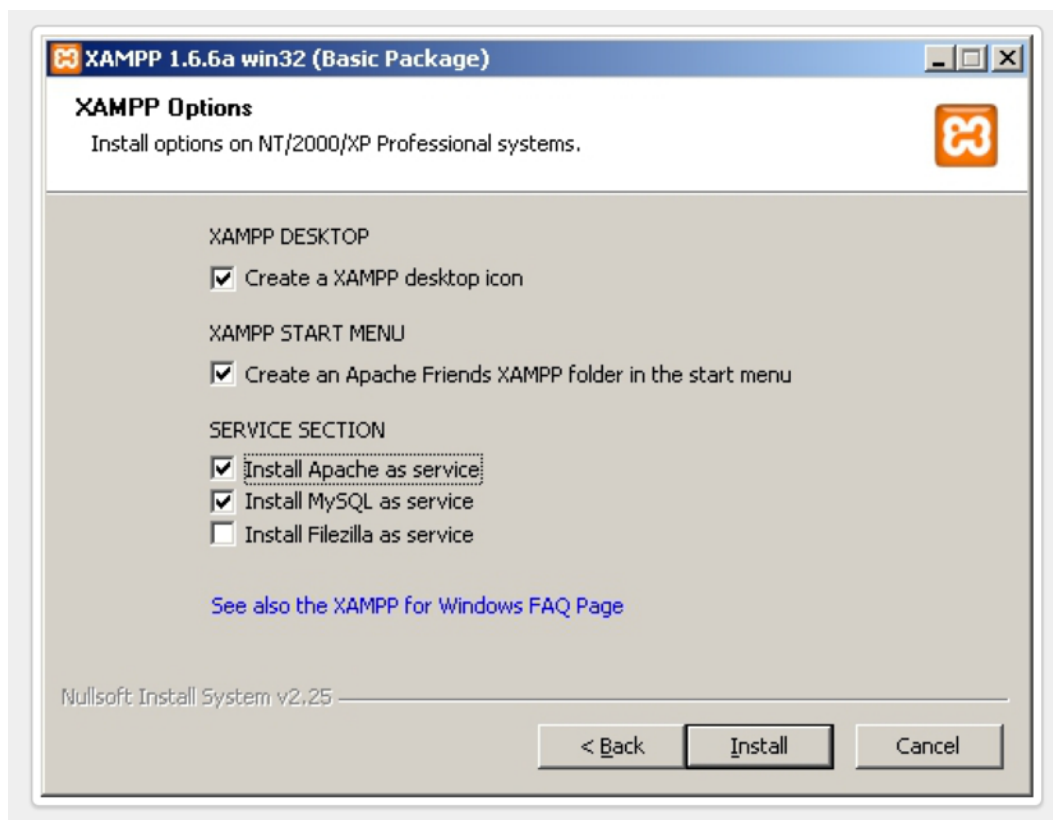 XAMPP 1.6.6a win32 (Basic Package)
XAMPP Options
Install options on NT/2000/XP Professional systems.
XAMPP DESKTOP
Create a XAMPP desktop icon
XAMPP START MENU
Create an Apache Friends XAMPP folder in the start menu
SERVICE SECTION
Install Apache as service
Install MySQL as service
Install Filezilla as service
See also the XAMPP for Windows FAQ Page
Nullsoft Install System v2.25
< Back Install Cancel